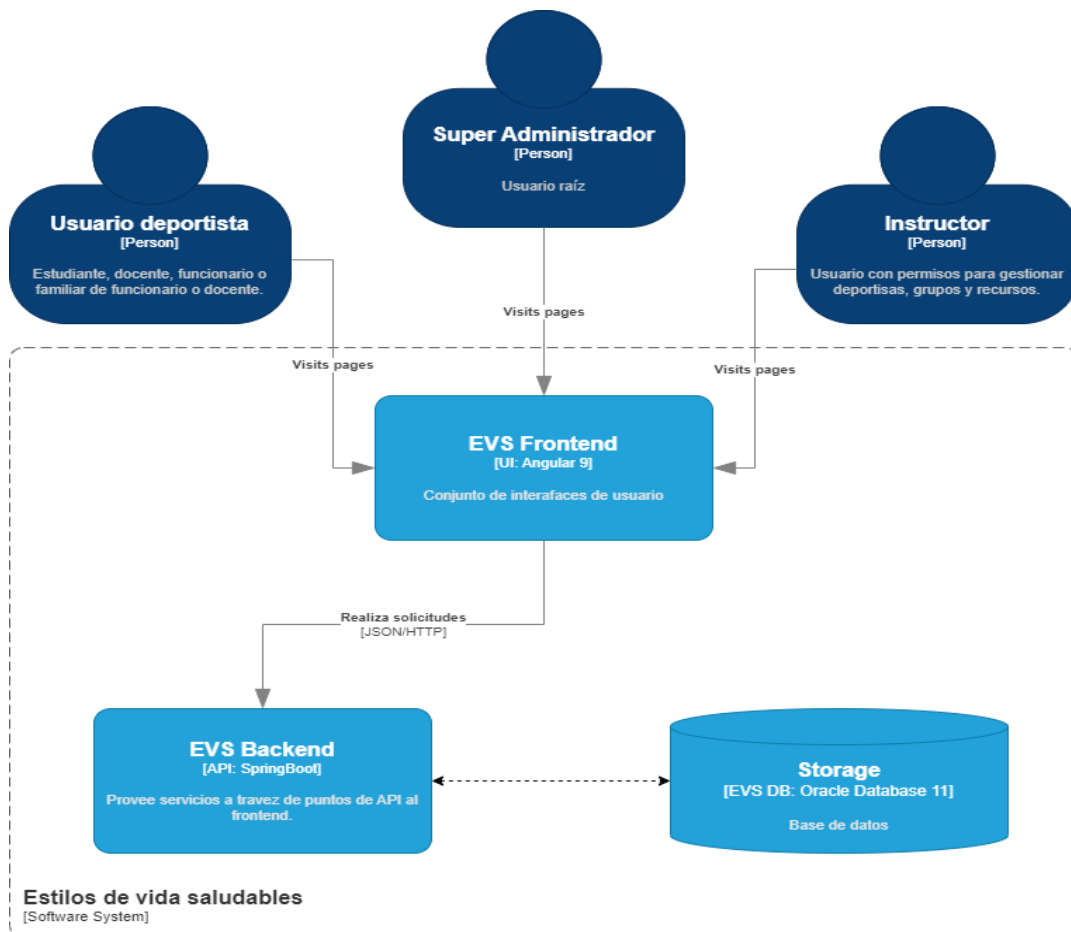 Super Administrador
[Person]
Usuario raíz
Usuario deportista
[Person]
Estudiante, docente, funcionario o
familiar de funcionario o docente.
Instructor
[Person]
Usuario con permisos para gestionar
deportisas, grupos y recursos.
Visits pages
Visits pages
Visits pages
EVS Frontend
[UI: Angular 9]
Conjunto de interafaces de usuario
Realiza solicitudes
[JSON/HTTP]
EVS Backend
[API: SpringBoot]
Provee servicios a travez de puntos de API al
frontend.
Storage
[EVS DB: Oracle Database 11]
Base de datos
Estilos de vida saludables
[Software System]